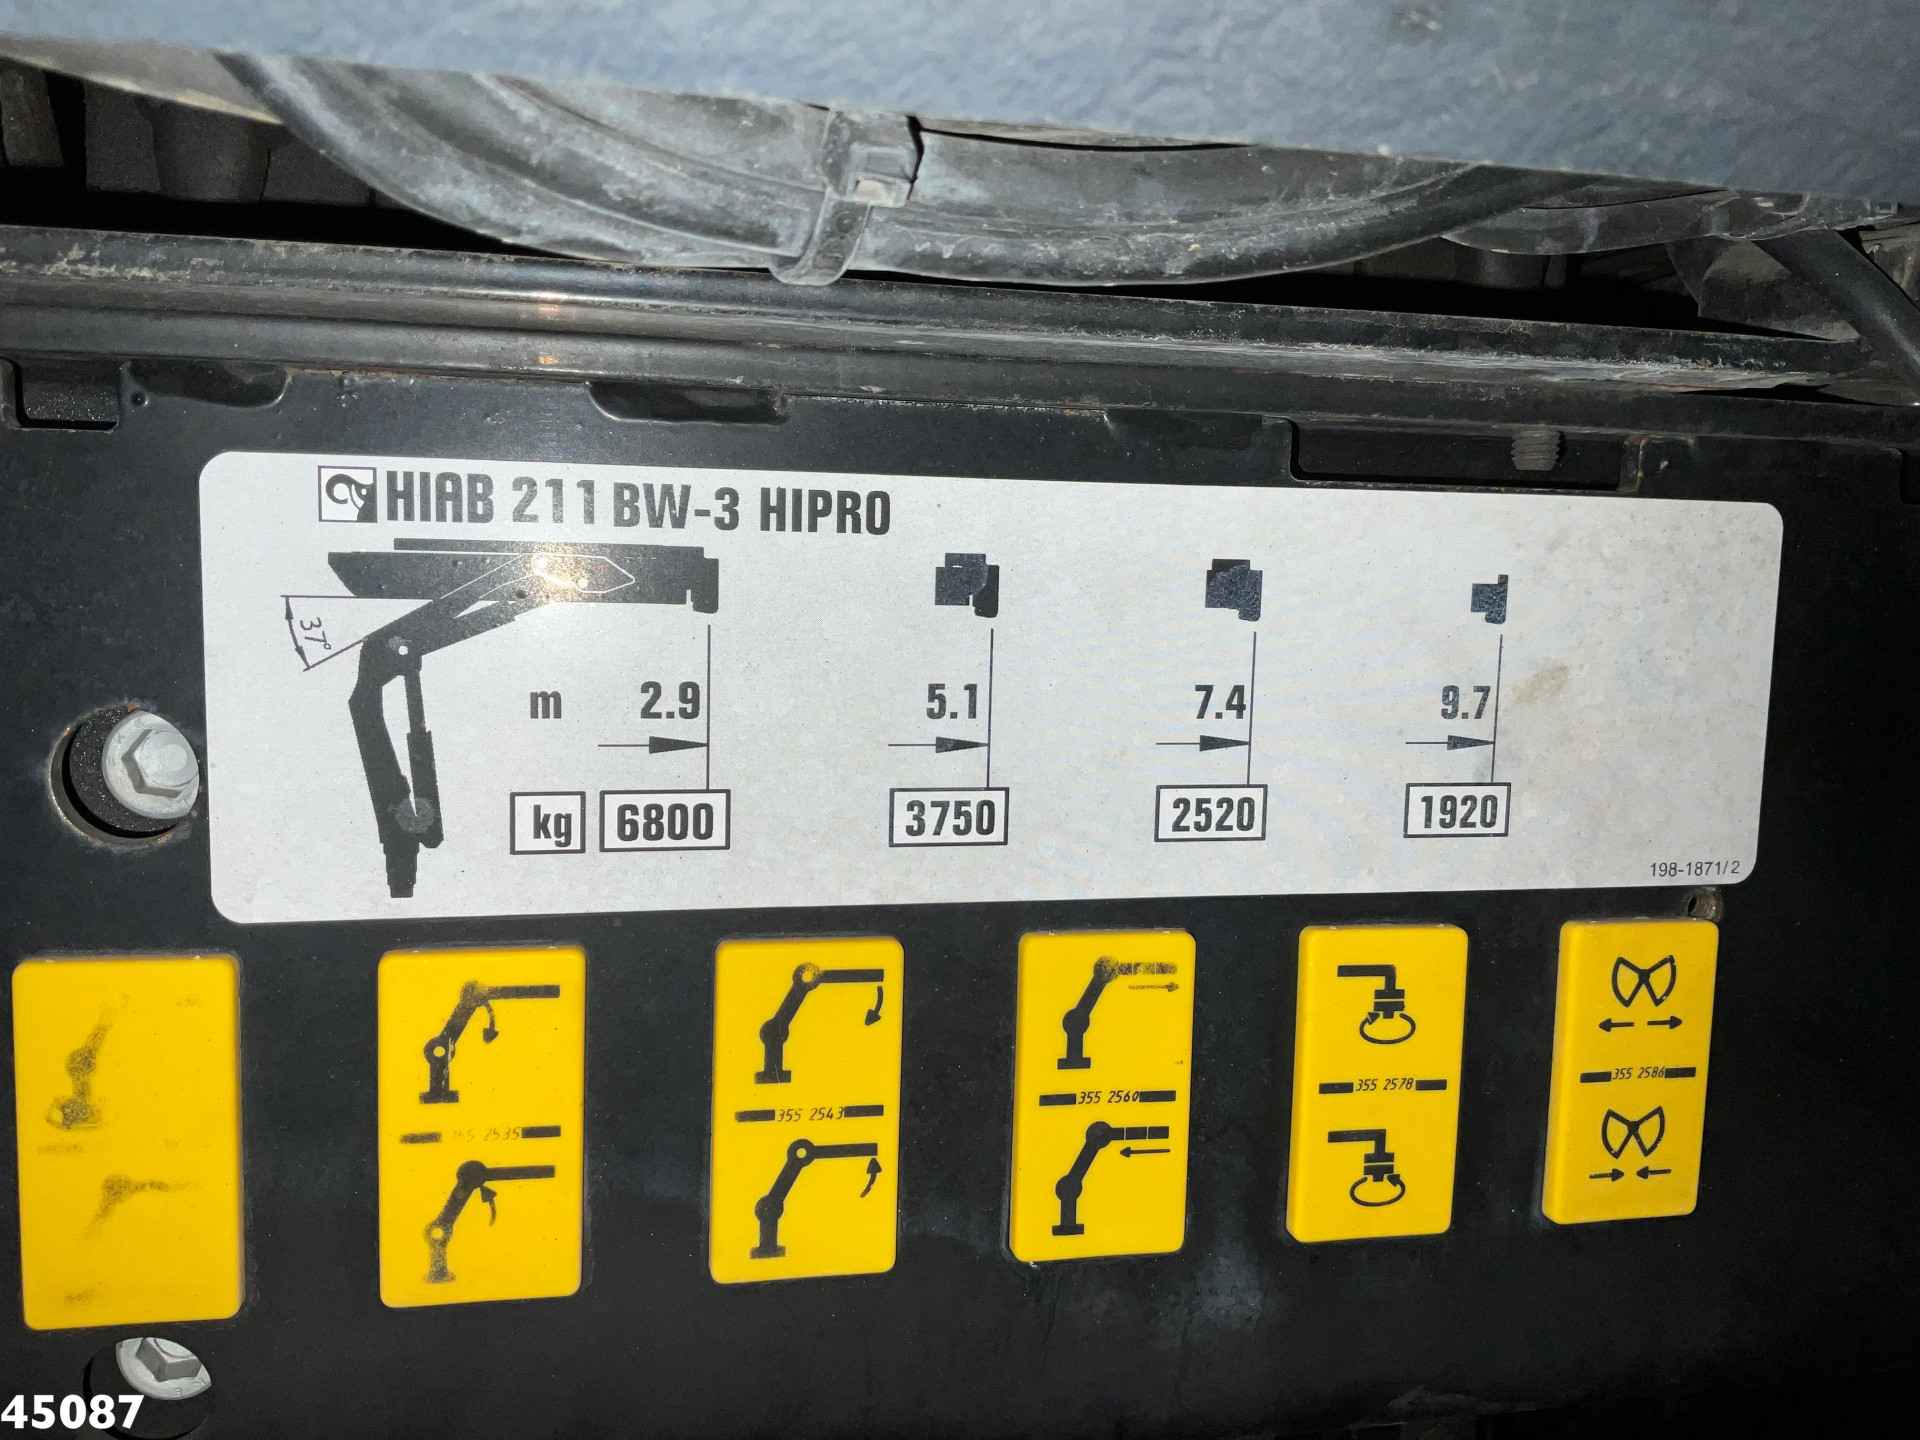 HIAB 211 BW-3 HIPRO
37°
m 2.9 5.1 7.4 9.7
kg 6800 3750 2520 1920
198-1871/2
2535 355 2543 355 2560 355 2578 355 2586
45087